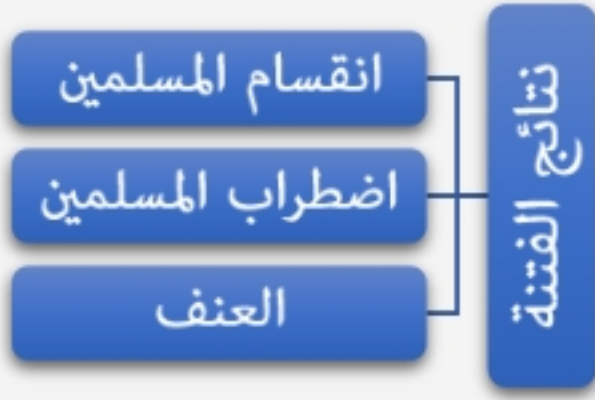 نتائج الفتنة
انقسام المسلمين
اضطراب المسلمين
العنف